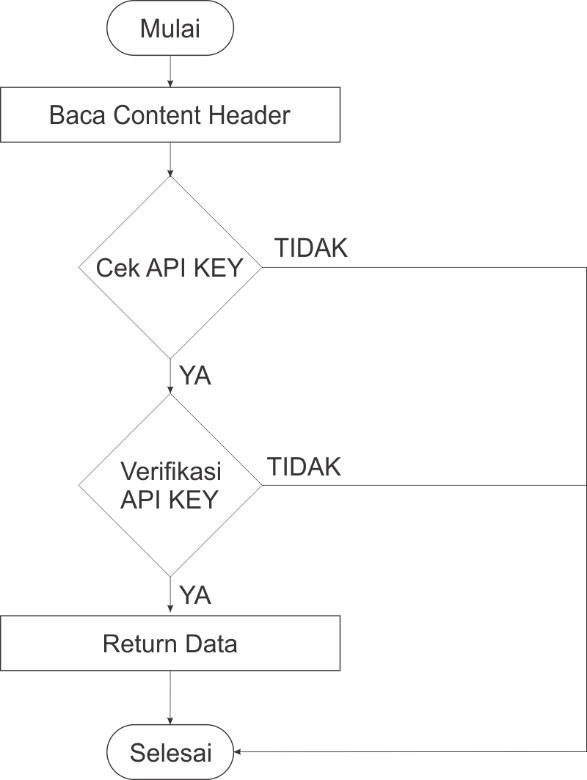 Mulai
Baca Content Header
Cek API KEY
TIDAK
YA
Verifikasi
API KEY
TIDAK
YA
Return Data
Selesai